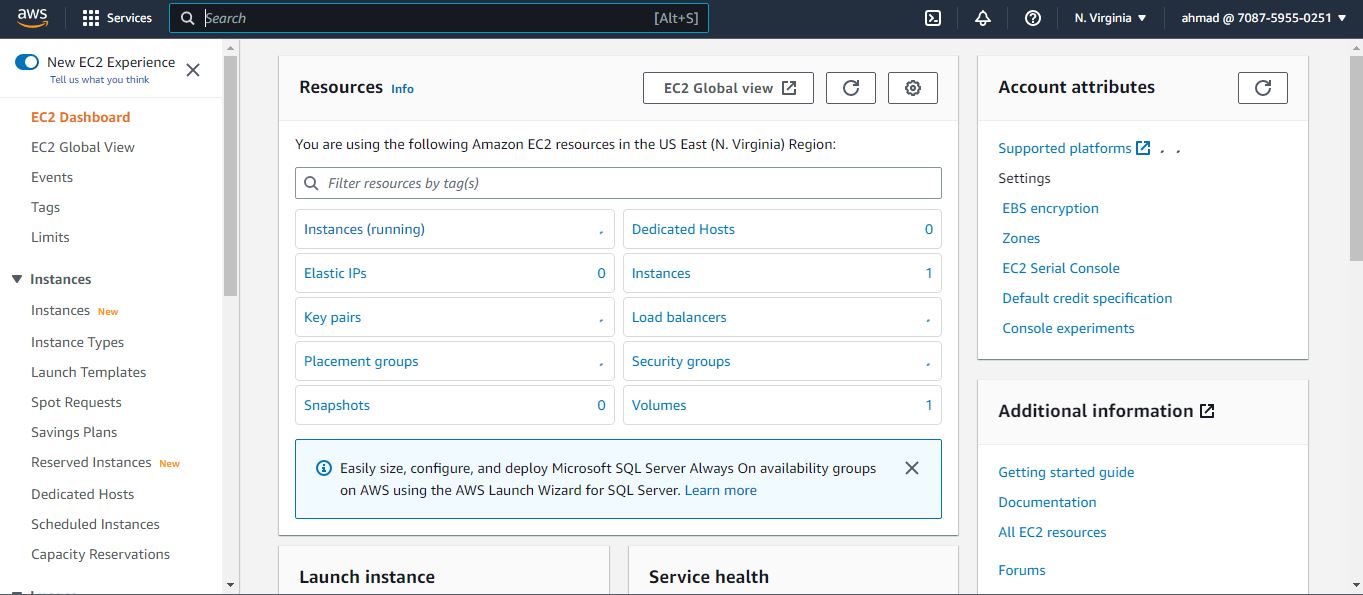 aws
Services
Search
[Alt+S]
N. Virginia
ahmad @ 7087-5955-0251
New EC2 Experience
Tell us what you think
EC2 Dashboard
EC2 Global View
Events
Tags
Limits
Instances
Instances New
Instance Types
Launch Templates
Spot Requests
Savings Plans
Reserved Instances New
Dedicated Hosts
Scheduled Instances
Capacity Reservations
Resources Info
EC2 Global view
You are using the following Amazon EC2 resources in the US East (N. Virginia) Region:
Filter resources by tag(s)
Instances (running)
Dedicated Hosts 0
Elastic IPs 0
Instances 1
Key pairs
Load balancers
Placement groups
Security groups
Snapshots 0
Volumes 1
Easily size, configure, and deploy Microsoft SQL Server Always On availability groups
on AWS using the AWS Launch Wizard for SQL Server. Learn more
Launch instance
Service health
Account attributes
Supported platforms
Settings
EBS encryption
Zones
EC2 Serial Console
Default credit specification
Console experiments
Additional information
Getting started guide
Documentation
All EC2 resources
Forums